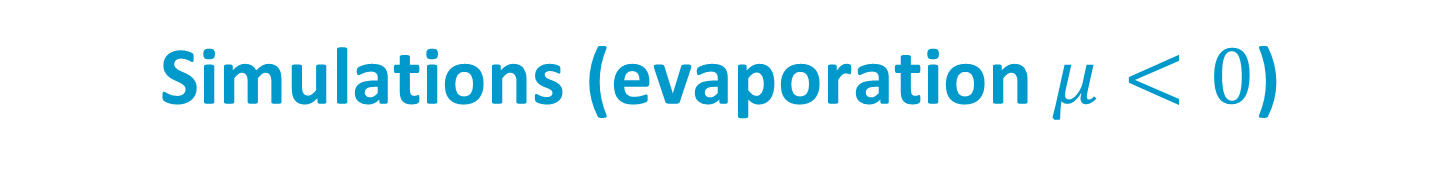 Simulations (evaporation μ < 0)